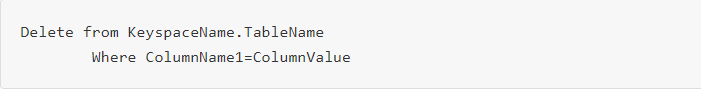 Delete from KeyspaceName.TableName
Where ColumnName1=ColumnValue